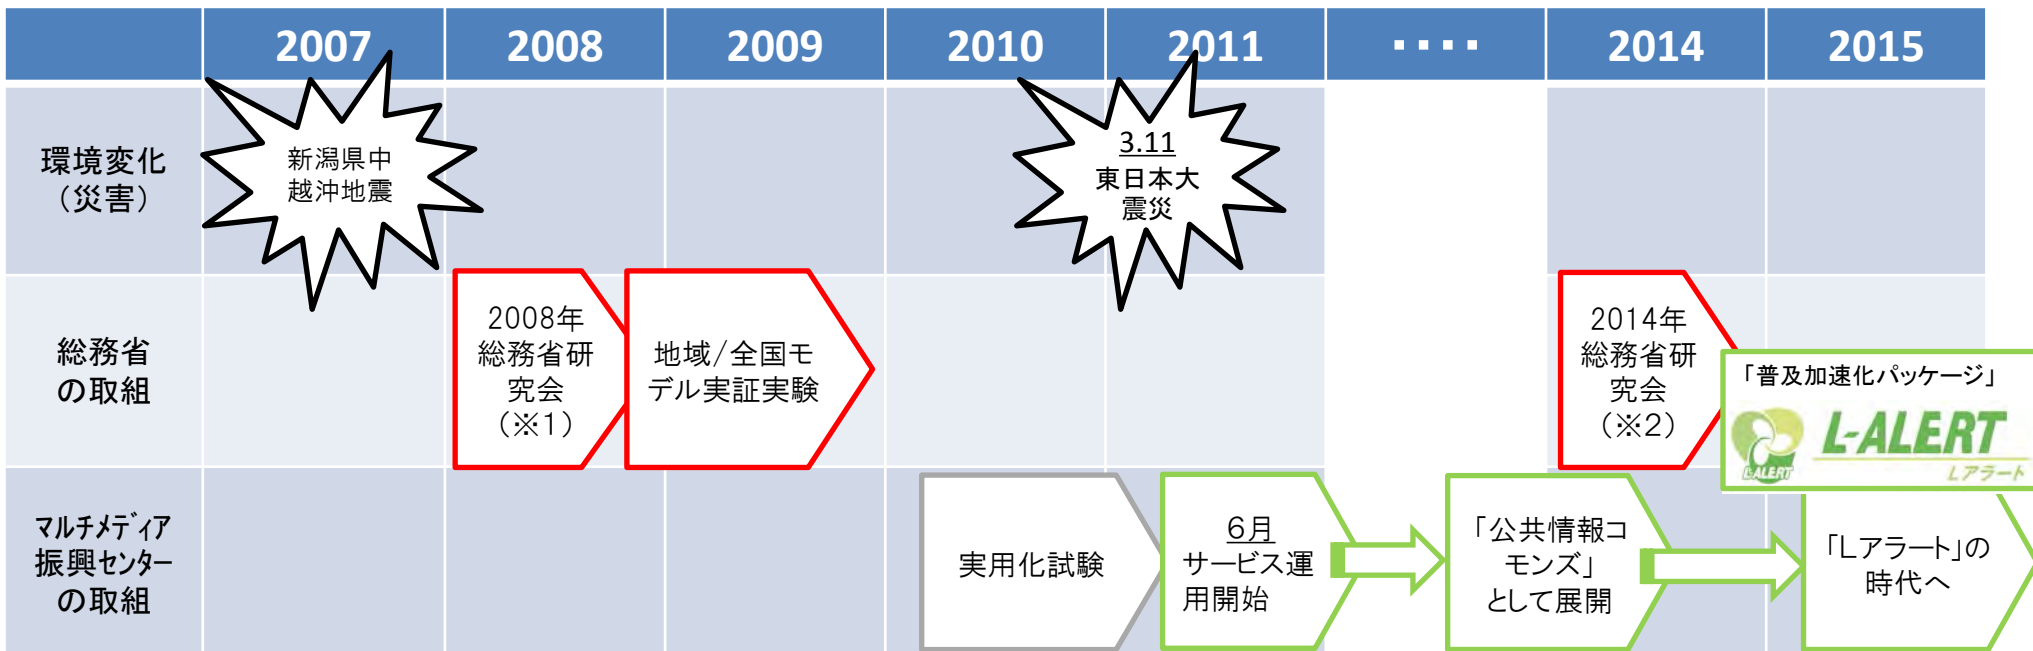 2007 2008 2009 2010 2011 ‥‥ 2014 2015
環境変化
（災害）
新潟県中
越沖地震
3.11
東日本大
震災
総務省
の取組
2008年
総務省研
究会
（※1）
地域/全国モ
デル実証実験
2014年
総務省研
究会
（※2）
「普及加速化パッケージ」
L-ALERT
L-ALERT
Lアラート
マルチメディア
振興センター
の取組
実用化試験
6月
サービス運
用開始
「公共情報コ
モンズ」
として展開
「Lアラート」の
時代へ